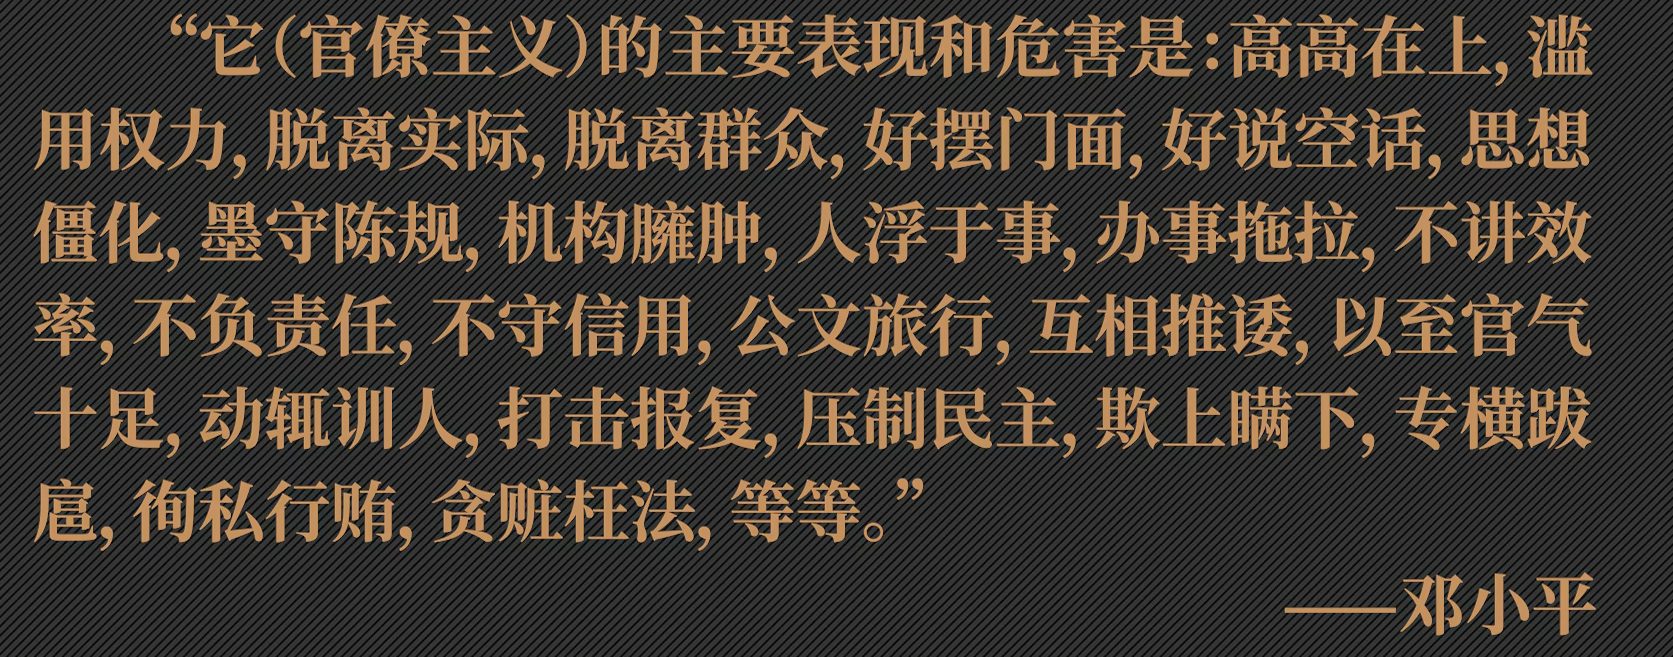 “它(官僚主义)的主要表现和危害是:高高在上,滥
用权力,脱离实际,脱离群众,好摆门面,好说空话,思想
僵化,墨守陈规,机构臃肿,人浮于事,办事拖拉,不讲效
率,不负责任,不守信用,公文旅行,互相推诿,以至官气
十足,动辄训人,打击报复,压制民主,欺上瞒下,专横跋
扈,徇私行贿,贪赃枉法,等等。”
——邓小平